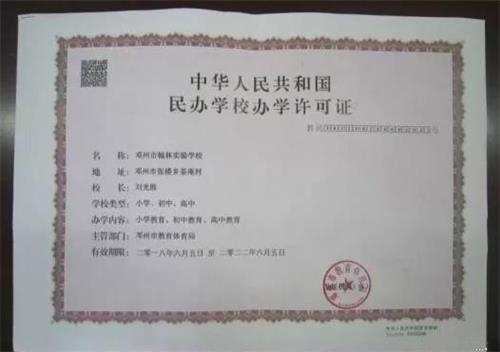 中华人民共和国
民办学校办学许可证
教民
名 称：邓州市翰林实验学校
地 址：邓州市张楼乡茶庵村
校 长：刘光胜
学校类型：小学、初中、高中
办学内容：小学教育、初中教育、高中教育
主管部门：邓州市教育体育局
有效期限：二零一八年六月五日 至 二零二二年六月五日